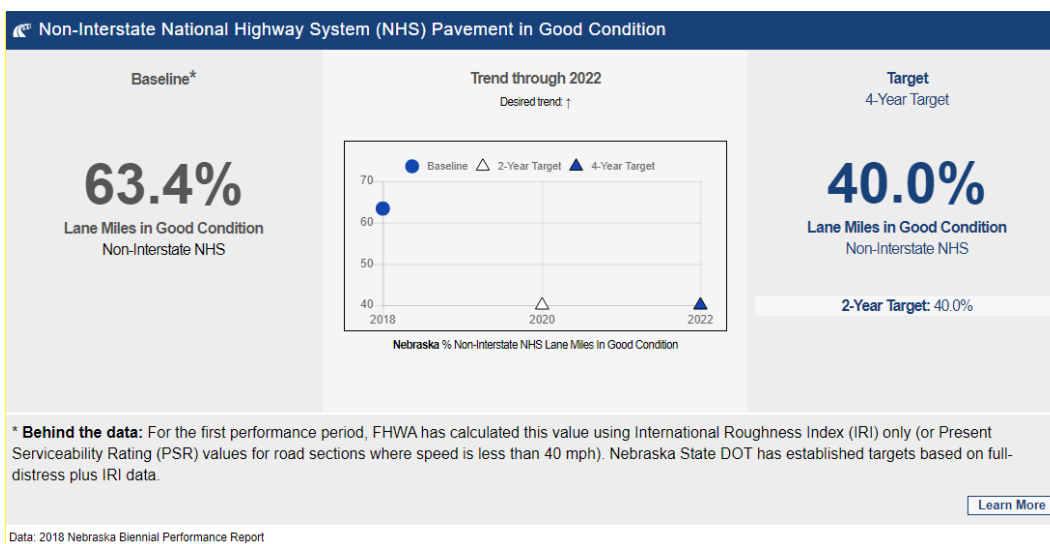 Non-Interstate National Highway System (NHS) Pavement in Good Condition
Baseline*
63.4%
Lane Miles in Good Condition
Non-Interstate NHS
Trend through 2022
Desired trend: ↑
Baseline 2-Year Target 4-Year Target
70
60
50
40
2018 2020 2022
Nebraska % Non-Interstate NHS Lane Miles In Good Condition
Target
4-Year Target
40.0%
Lane Miles in Good Condition
Non-Interstate NHS
2-Year Target: 40.0%
* Behind the data: For the first performance period, FHWA has calculated this value using International Roughness Index (IRI) only (or Present
Serviceability Rating (PSR) values for road sections where speed is less than 40 mph). Nebraska State DOT has established targets based on full-
distress plus IRI data.
Learn More
Data: 2018 Nebraska Biennial Performance Report